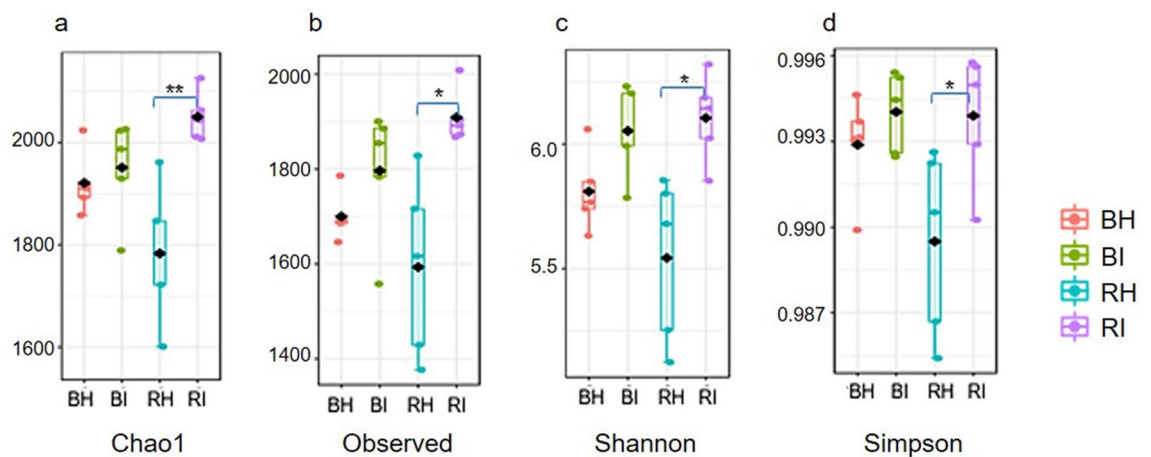 a
b
c
d
2000
1800
1600
**
BH BI RH RI
Chao1
2000
1800
1600
1400
*
BH BI RH RI
Observed
6.0
5.5
*
BH BI RH RI
Shannon
0.996
0.993
0.990
0.987
*
BH BI RH RI
Simpson
BH
BI
RH
RI